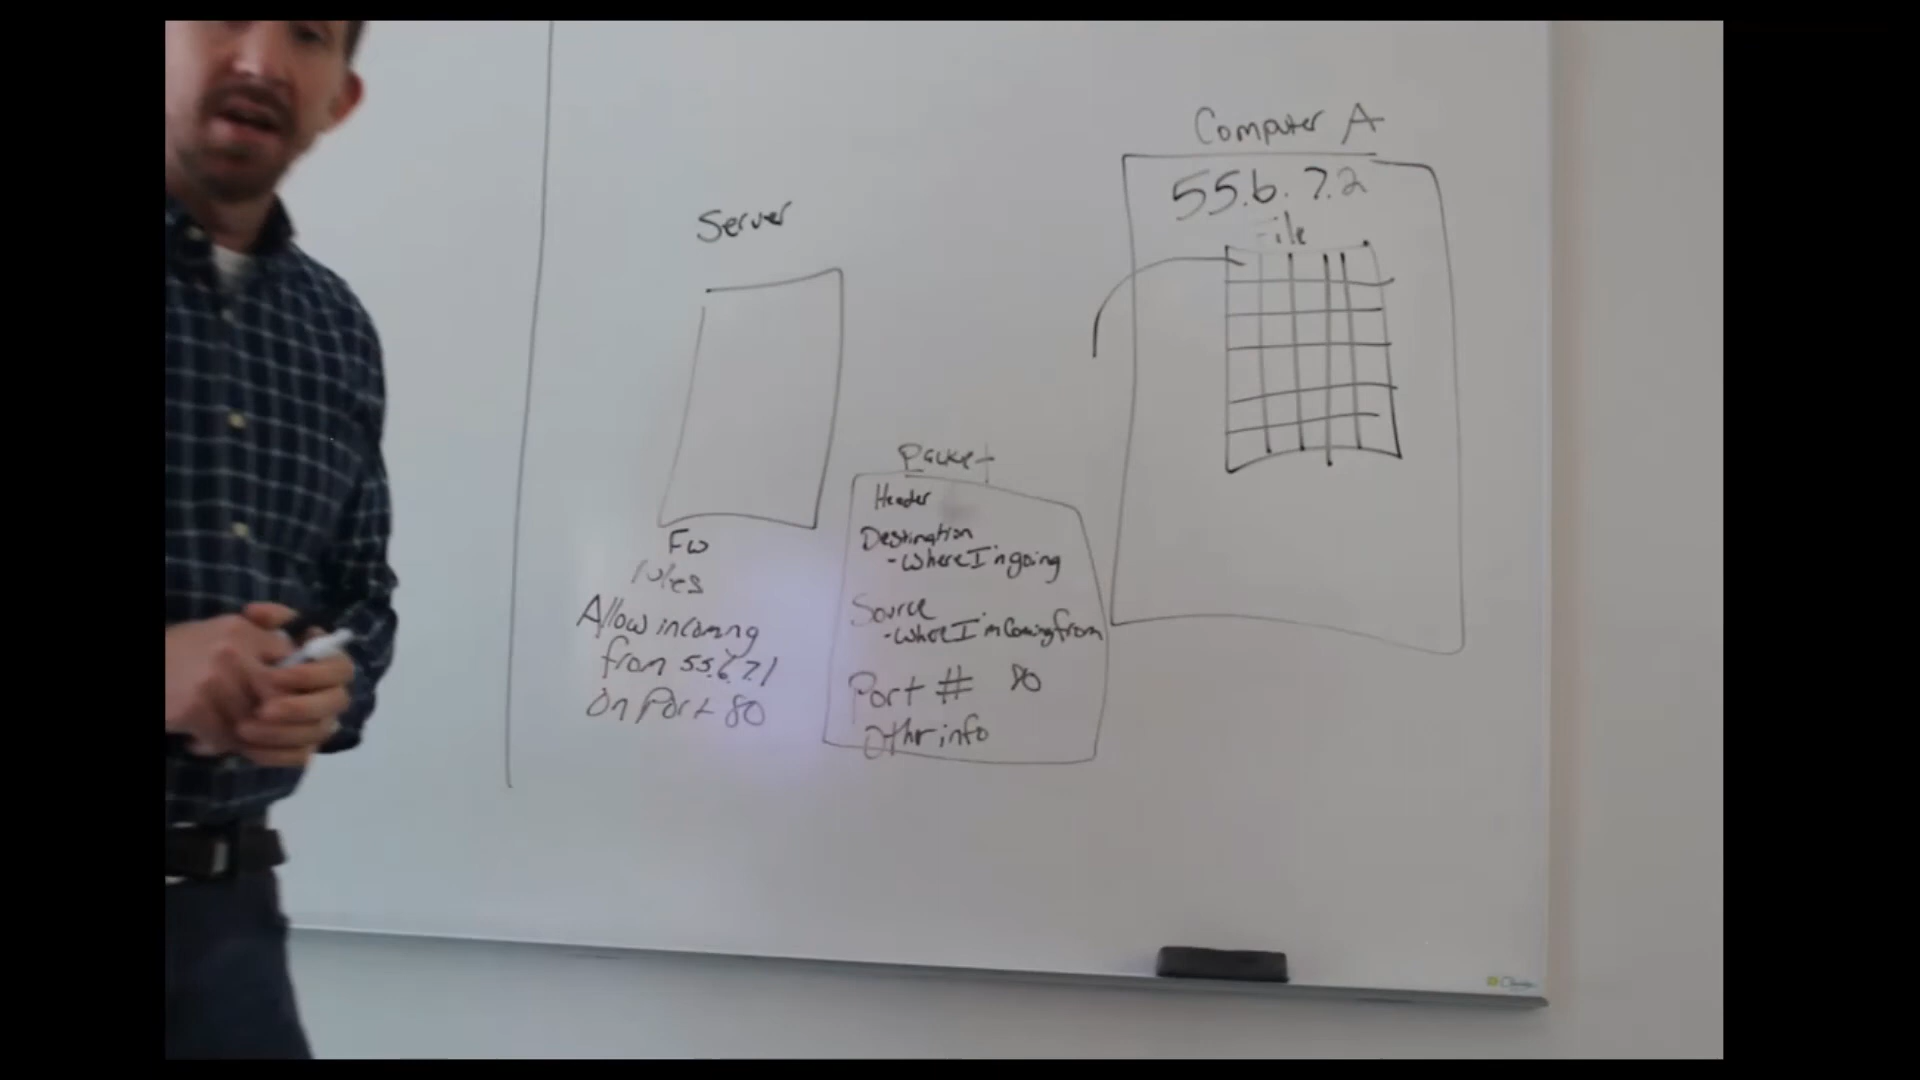 Computer A
55.6.7.2
File
Server
Packet
Header
Destination
- Where I'm going
Source
- Where I'm Coming from
Port # 80
Other info
FW
rules
Allow incoming
from 55.6.7.1
on Port 80